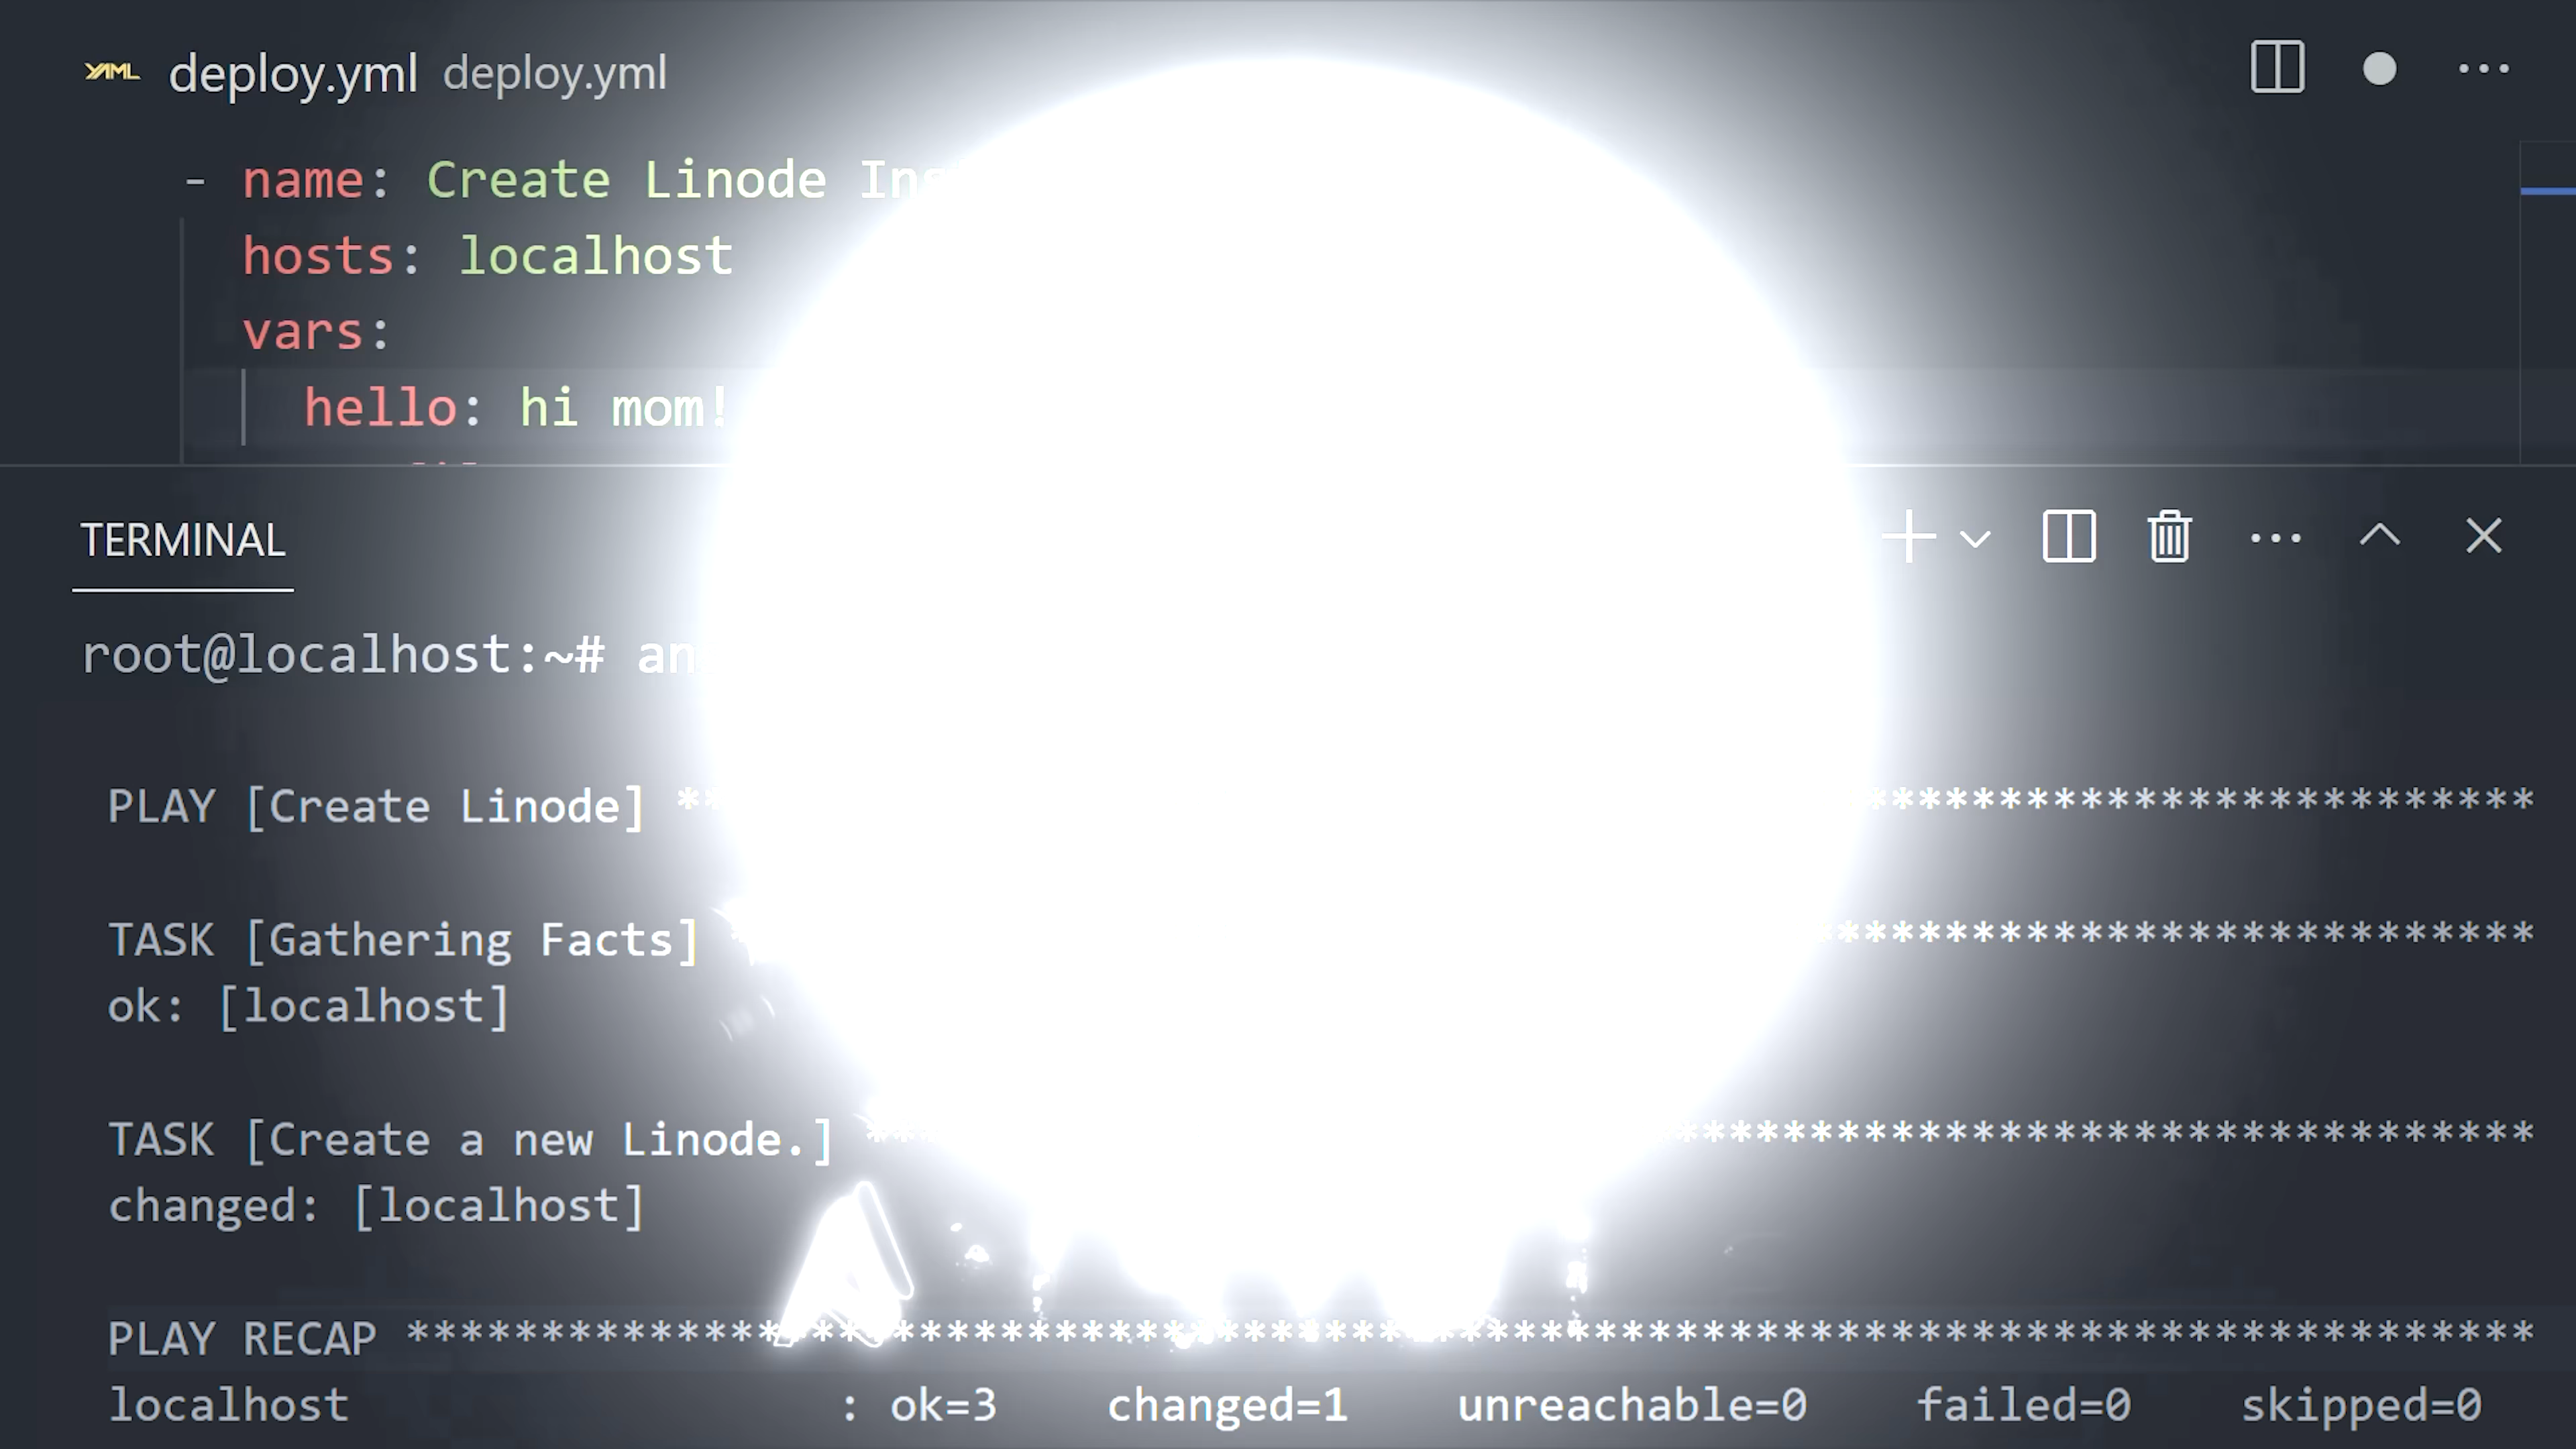 YAML deploy.yml deploy.yml
- name: Create Linode
hosts: localhost
vars:
hello: hi mom!
TERMINAL
root@localhost:~#
PLAY [Create Linode] ************************
TASK [Gathering Facts] **************************
ok: [localhost]
TASK [Create a new Linode.] ********************************
changed: [localhost]
PLAY RECAP *******************************************************************************
localhost : ok=3 changed=1 unreachable=0 failed=0 skipped=0